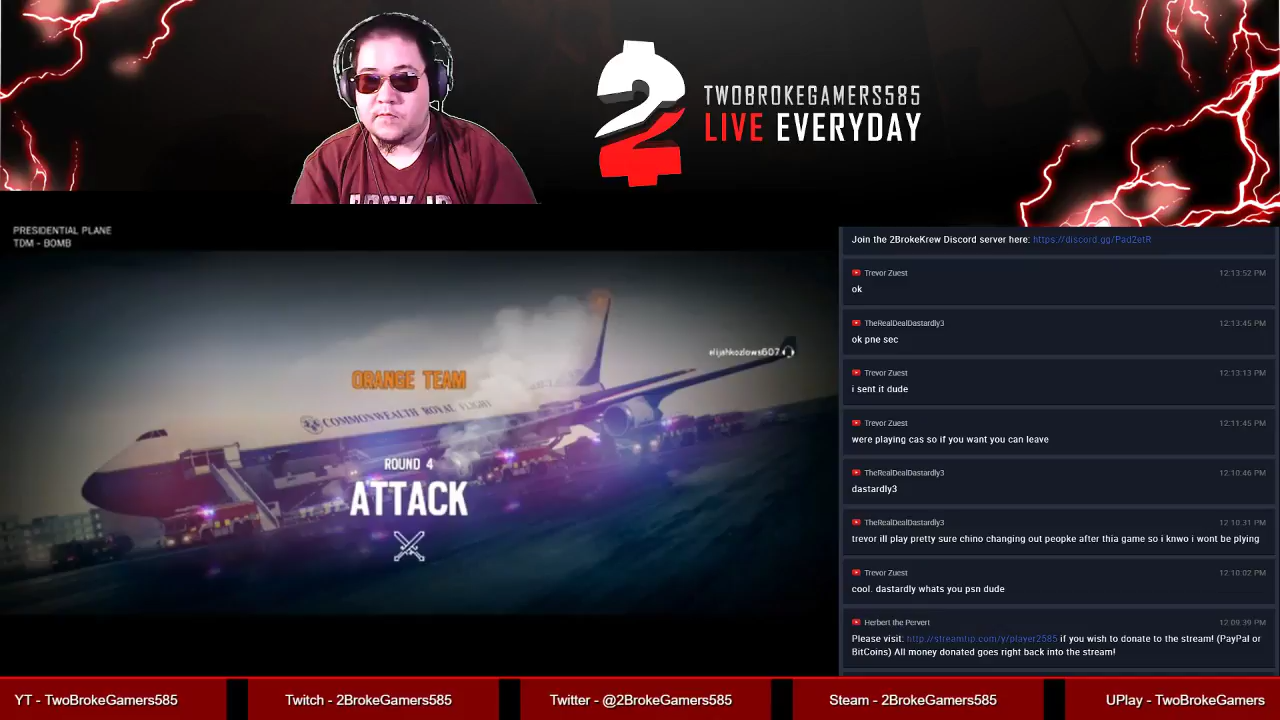 TWOBROKEGAMERS585
LIVE EVERYDAY
PRESIDENTIAL PLANE
TDM - BOMB
elijahkozlows607
ORANGE TEAM
COMMONWEALTH ROYAL FLIGHT
ROUND 4
ATTACK
Join the 2BrokeKrew Discord server here: https://discord.gg/Pad2etR
Trevor Zuest 12:13:52 PM
ok
TheRealDealDastardly3 12:13:45 PM
ok pne sec
Trevor Zuest 12:13:13 PM
i sent it dude
Trevor Zuest 12:11:45 PM
were playing cas so if you want you can leave
TheRealDealDastardly3 12:10:46 PM
dastardly3
TheRealDealDastardly3 12:10:31 PM
trevor ill play pretty sure chino changing out peopke after thia game so i knwo i wont be plying
Trevor Zuest 12:10:02 PM
cool. dastardly whats you psn dude
Herbert the Pervert 12:09:39 PM
Please visit: http://streamtip.com/y/player2585 if you wish to donate to the stream! (PayPal or
BitCoins) All money donated goes right back into the stream!
YT - TwoBrokeGamers585
Twitch - 2BrokeGamers585
Twitter - @2BrokeGamers585
Steam - 2BrokeGamers585
UPlay - TwoBrokeGamers